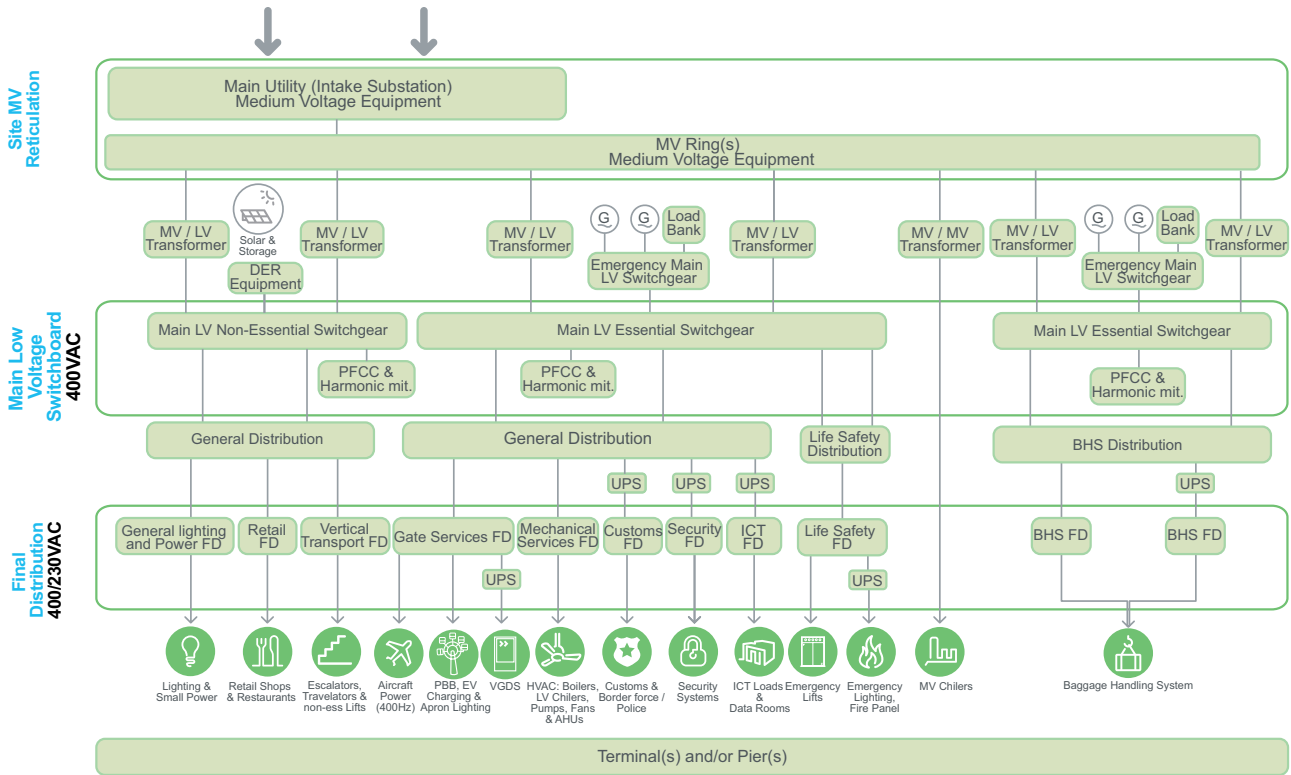 Site MV
Reticulation
Main Utility (Intake Substation)
Medium Voltage Equipment
MV Ring(s)
Medium Voltage Equipment
MV / LV
Transformer
Solar &
Storage
DER
Equipment
MV / LV
Transformer
MV / LV
Transformer
G
G
Load
Bank
Emergency Main
LV Switchgear
MV / LV
Transformer
MV / MV
Transformer
MV / LV
Transformer
G
G
Load
Bank
Emergency Main
LV Switchgear
MV / LV
Transformer
Main Low
Voltage
Switchboard
400VAC
Main LV Non-Essential Switchgear
Main LV Essential Switchgear
Main LV Essential Switchgear
PFCC &
Harmonic mit.
PFCC &
Harmonic mit.
PFCC &
Harmonic mit.
General Distribution
General Distribution
Life Safety
Distribution
BHS Distribution
UPS
UPS
UPS
UPS
Final
Distribution
400/230VAC
General lighting
and Power FD
Retail
FD
Vertical
Transport FD
Gate Services FD
Mechanical
Services FD
Customs
FD
Security
FD
ICT
FD
Life Safety
FD
BHS FD
BHS FD
UPS
UPS
Lighting &
Small Power
Retail Shops
& Restaurants
Escalators,
Travelators &
non-ess Lifts
Aircraft
Power
(400Hz)
PBB, EV
Charging &
Apron Lighting
VGDS
HVAC: Boilers,
LV Chilers,
Pumps, Fans
& AHUs
Customs &
Border force /
Police
Security
Systems
ICT Loads
&
Data Rooms
Emergency
Lifts
Emergency
Lighting,
Fire Panel
MV Chilers
Baggage Handling System
Terminal(s) and/or Pier(s)